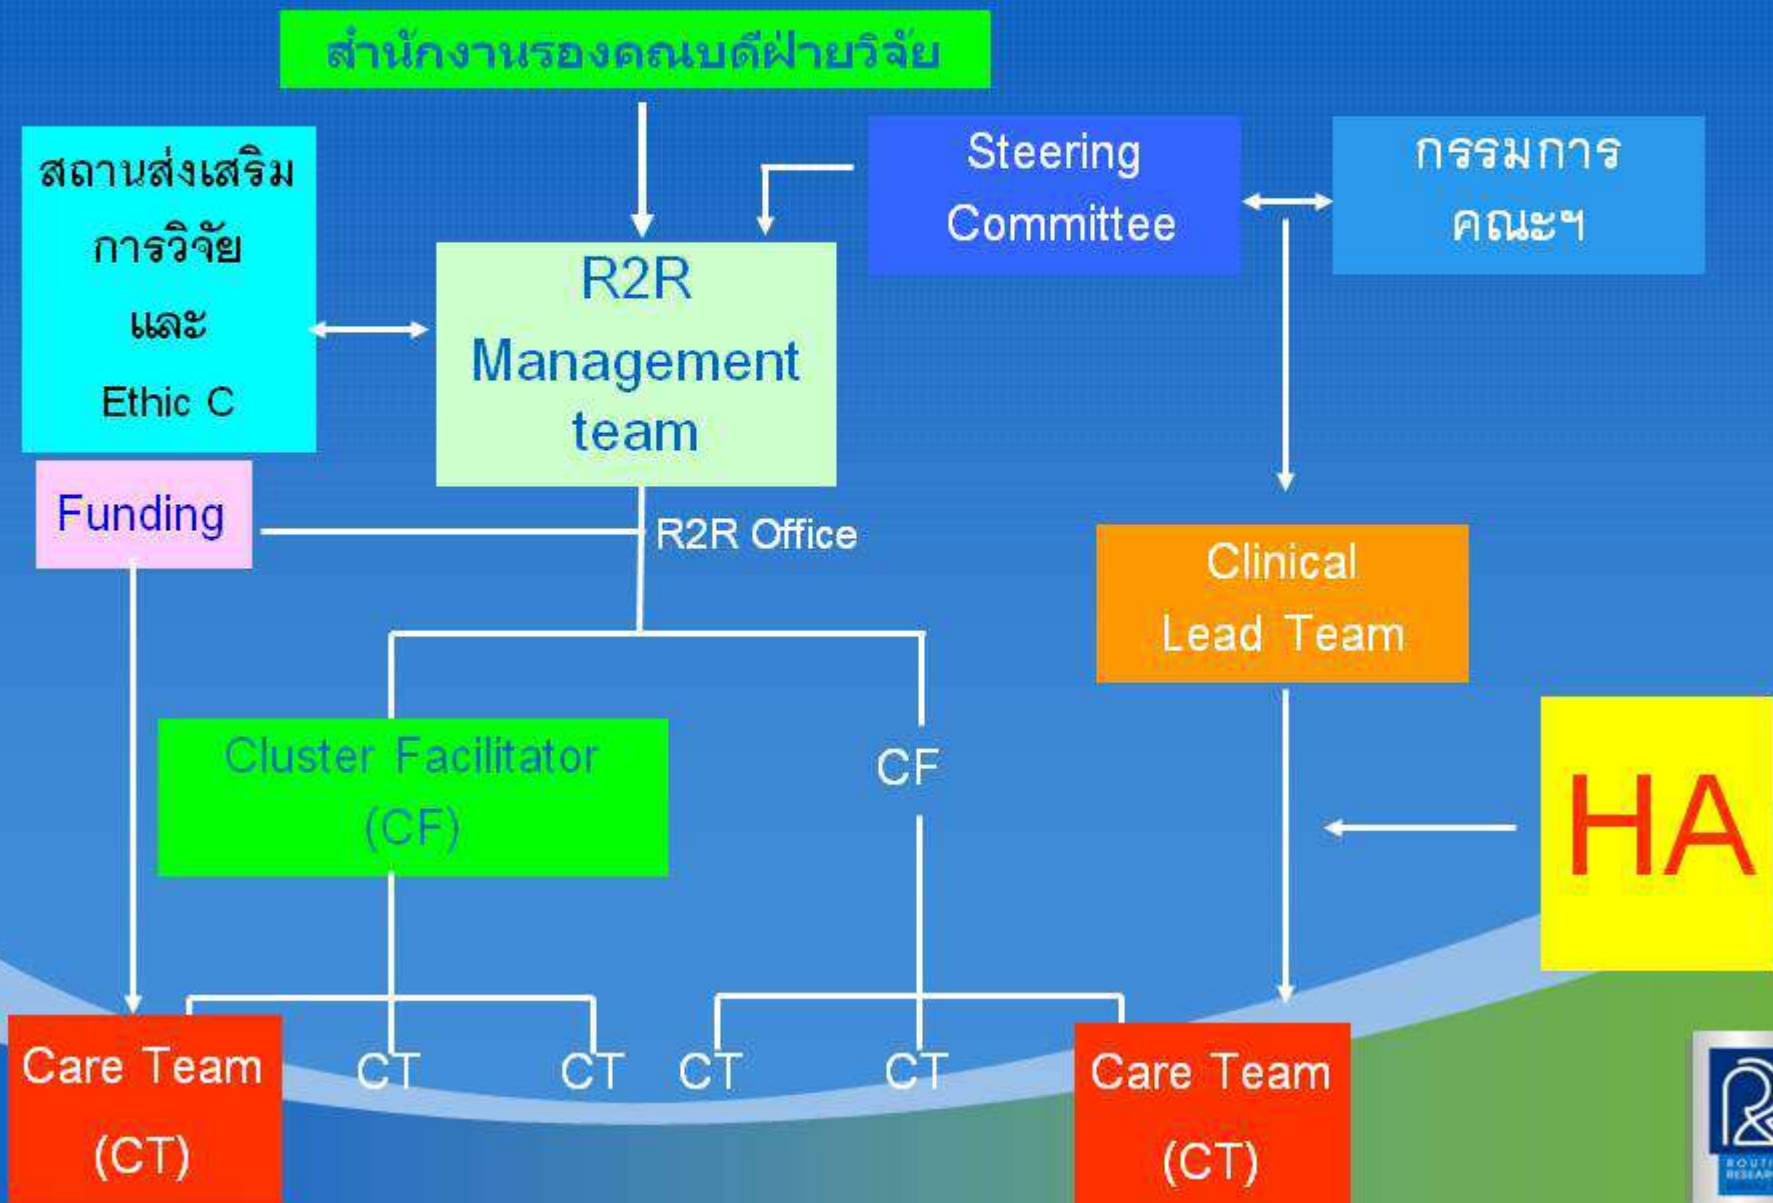 สำนักงานรองคณบดีฝ่ายวิจัย
สถานส่งเสริม
การวิจัย
และ
Ethic C
Steering
Committee
กรรมการ
คณะฯ
R2R
Management
team
Funding
R2R Office
Clinical
Lead Team
Cluster Facilitator
(CF)
CF
HA
Care Team
(CT)
CT
CT
CT
CT
Care Team
(CT)